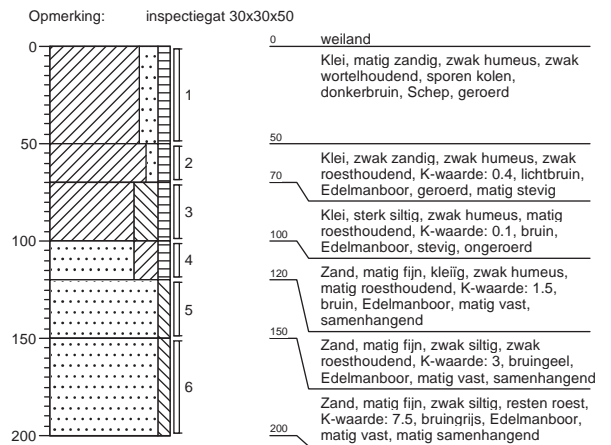 Opmerking: inspectiegat 30x30x50
0
50
100
150
200
1
2
3
4
5
6
0 weiland
Klei, matig zandig, zwak humeus, zwak
wortelhoudend, sporen kolen,
donkerbruin, Schep, geroerd
50
Klei, zwak zandig, zwak humeus, zwak
roesthoudend, K-waarde: 0.4, lichtbruin,
Edelmanboor, geroerd, matig stevig
70
Klei, sterk siltig, zwak humeus, matig
roesthoudend, K-waarde: 0.1, bruin,
Edelmanboor, stevig, ongeroerd
100
Zand, matig fijn, kleiïg, zwak humeus,
matig roesthoudend, K-waarde: 1.5,
bruin, Edelmanboor, matig vast,
samenhangend
120
Zand, matig fijn, zwak siltig, zwak
roesthoudend, K-waarde: 3, bruingeel,
Edelmanboor, matig vast, samenhangend
150
Zand, matig fijn, zwak siltig, resten roest,
K-waarde: 7.5, bruingrijs, Edelmanboor,
matig vast, matig samenhangend
200